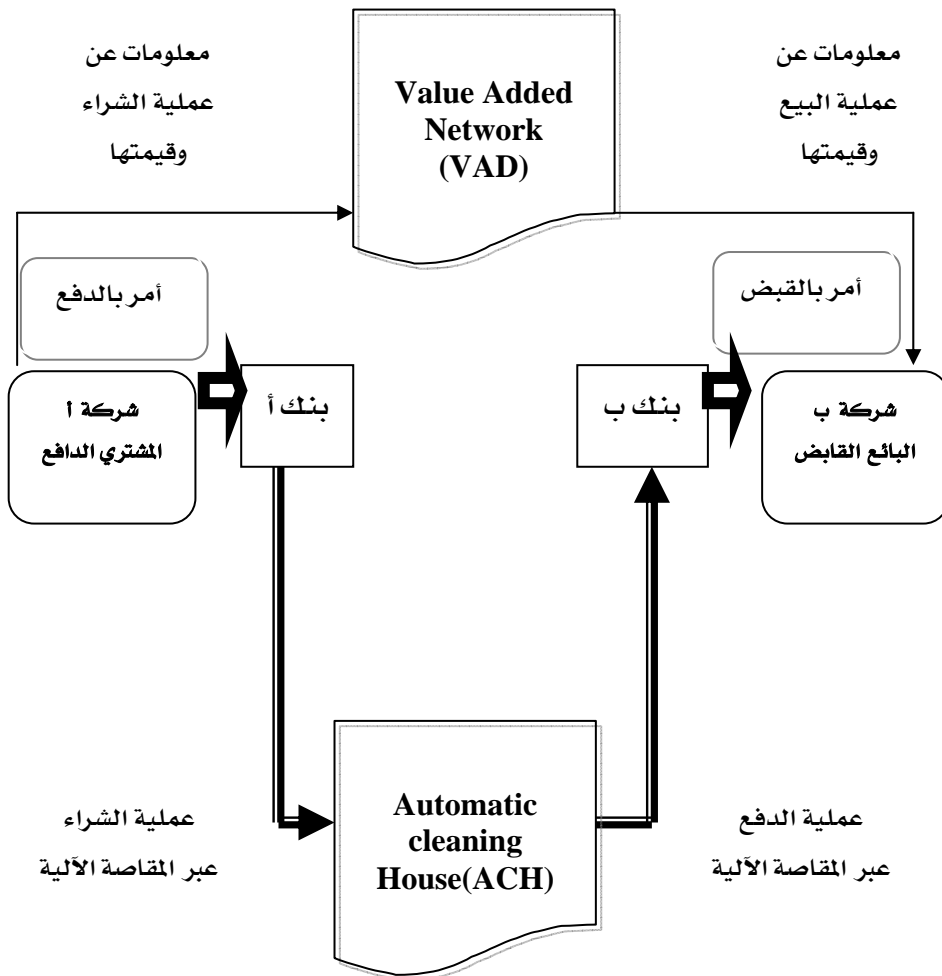 معلومات عن
عملية الشراء
وقيمتها
Value Added
Network
(VAD)
معلومات عن
عملية البيع
وقيمتها
أمر بالدفع
أمر بالقبض
شركة أ
المشتري الدافع
بنك أ
بنك ب
شركة ب
البائع القابض
عملية الشراء
عبر المقاصة الآلية
Automatic
cleaning
House(ACH)
عملية الدفع
عبر المقاصة الآلية